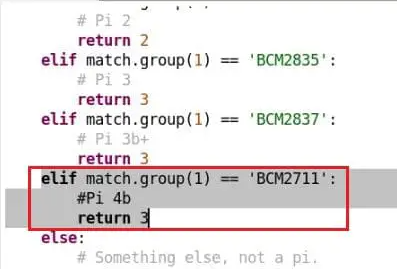 # Pi 2
return 2
elif match.group(1) == 'BCM2835':
# Pi 3
return 3
elif match.group(1) == 'BCM2837':
# Pi 3b+
return 3
elif match.group(1) == 'BCM2711':
#Pi 4b
return 3
else:
# Something else, not a pi.